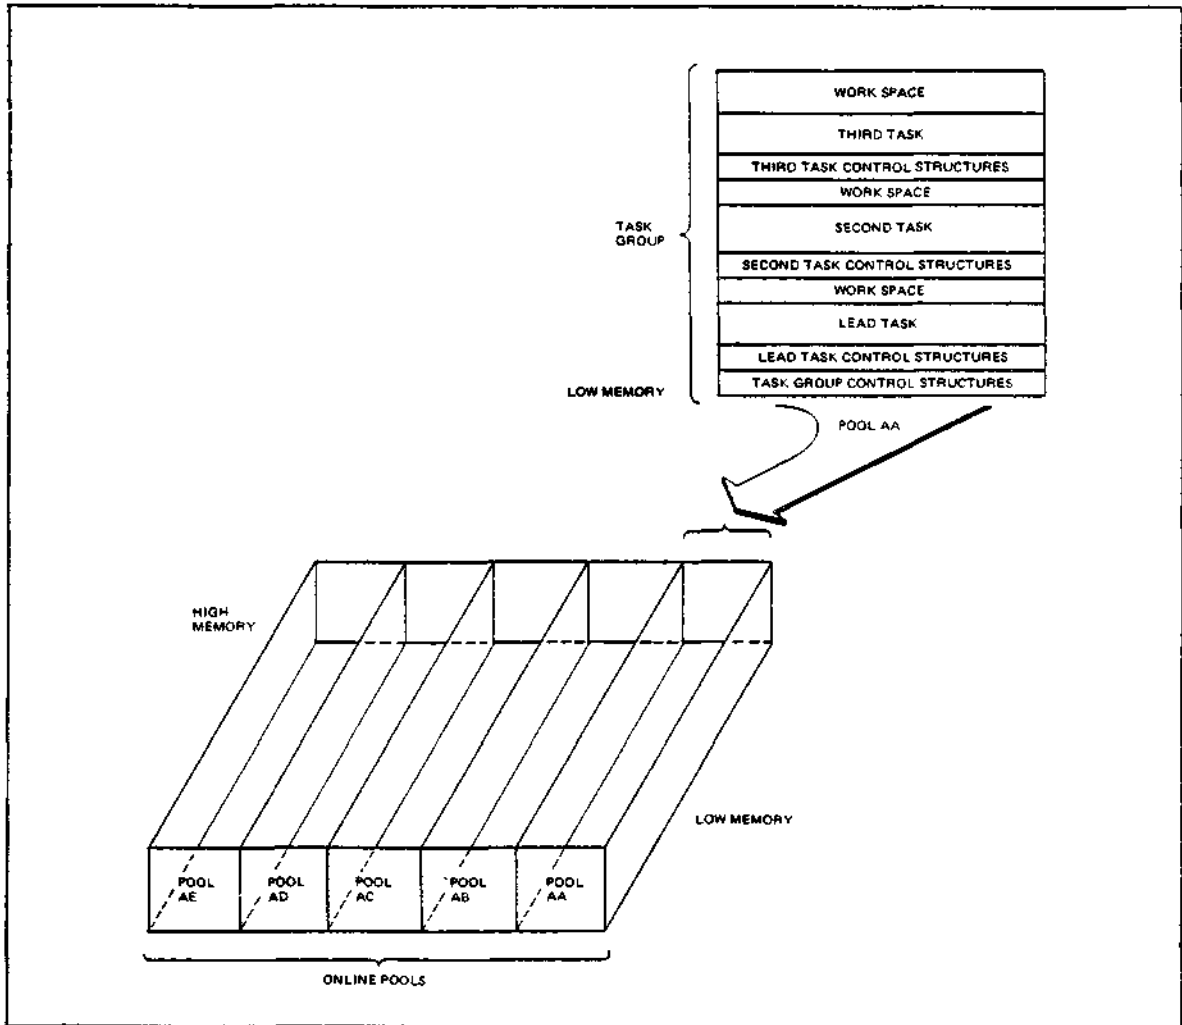 WORK SPACE
THIRD TASK
THIRD TASK CONTROL STRUCTURES
WORK SPACE
TASK
GROUP
SECOND TASK
SECOND TASK CONTROL STRUCTURES
WORK SPACE
LEAD TASK
LEAD TASK CONTROL STRUCTURES
LOW MEMORY
TASK GROUP CONTROL STRUCTURES
POOL AA
HIGH
MEMORY
LOW MEMORY
POOL
AE
POOL
AD
POOL
AC
POOL
AB
POOL
AA
ONLINE POOLS